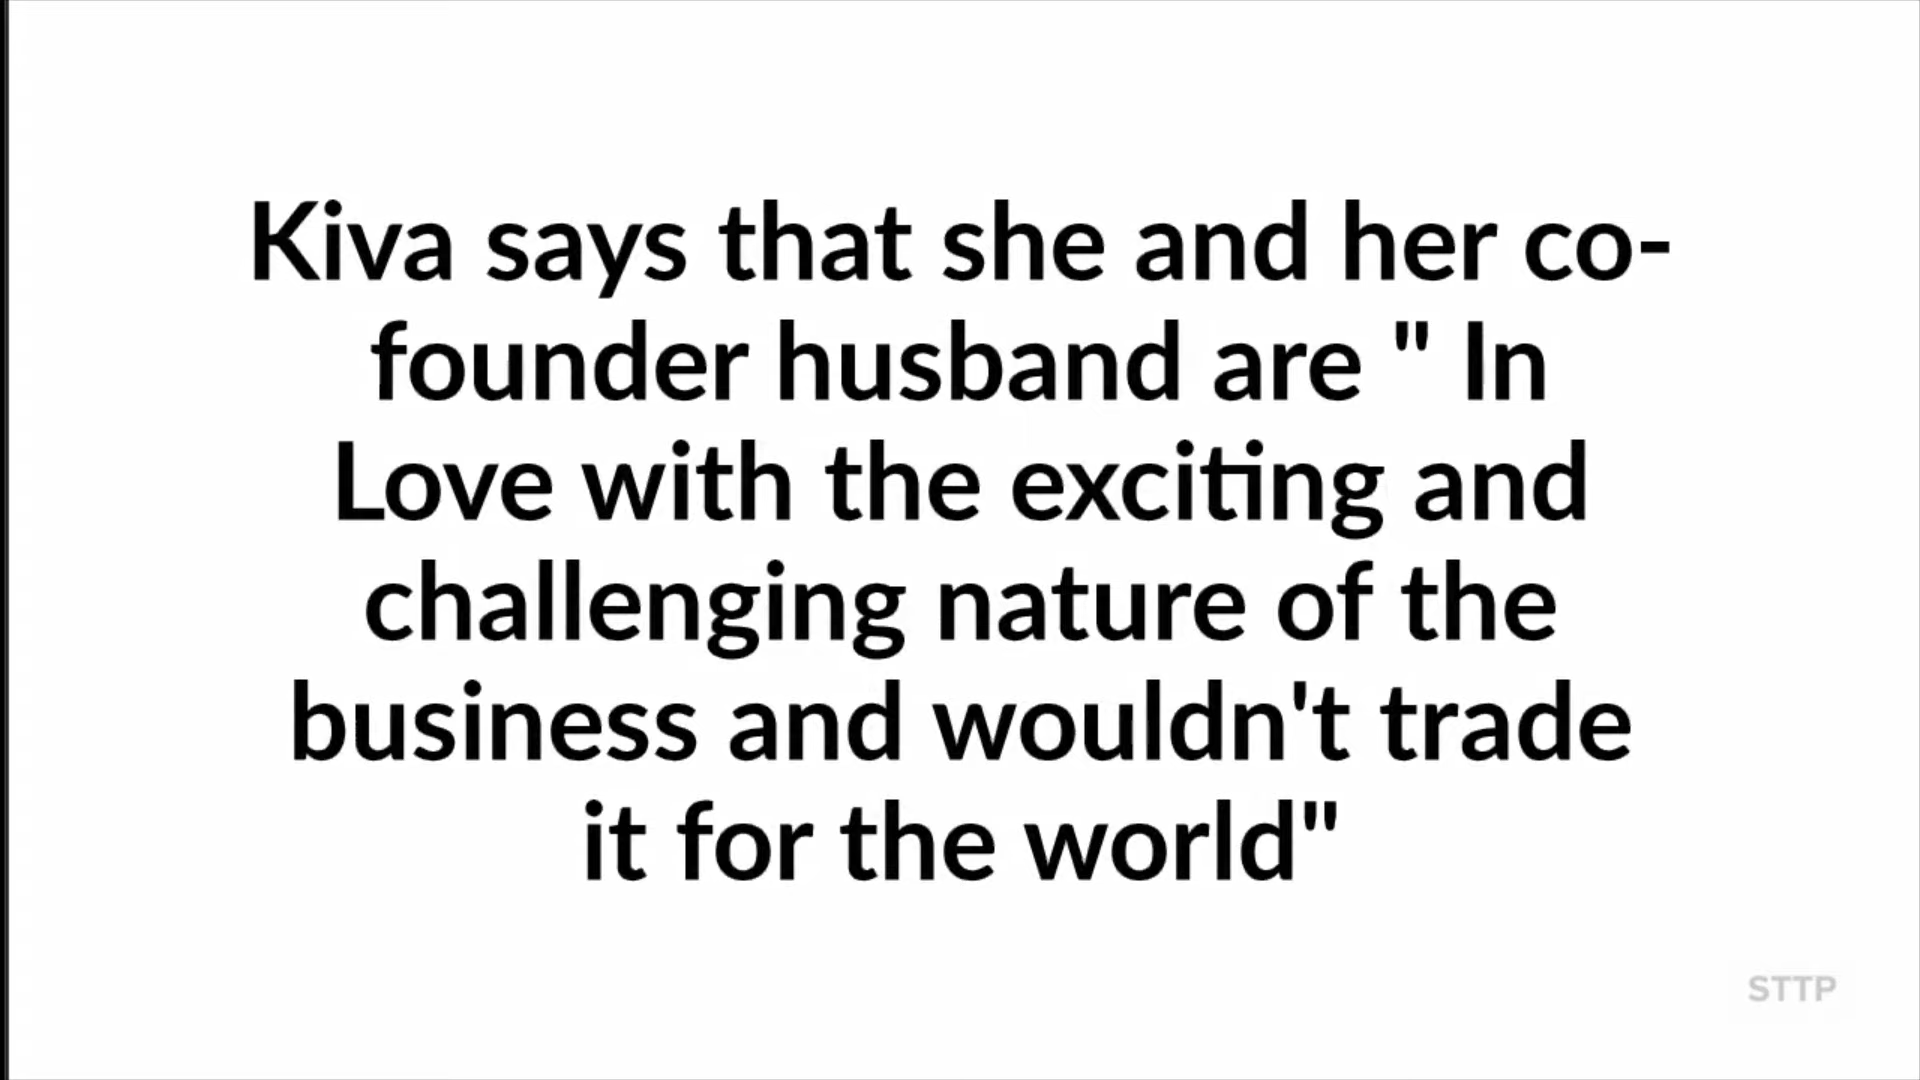 Kiva says that she and her co-
founder husband are " In
Love with the exciting and
challenging nature of the
business and wouldn't trade
it for the world"
STTP